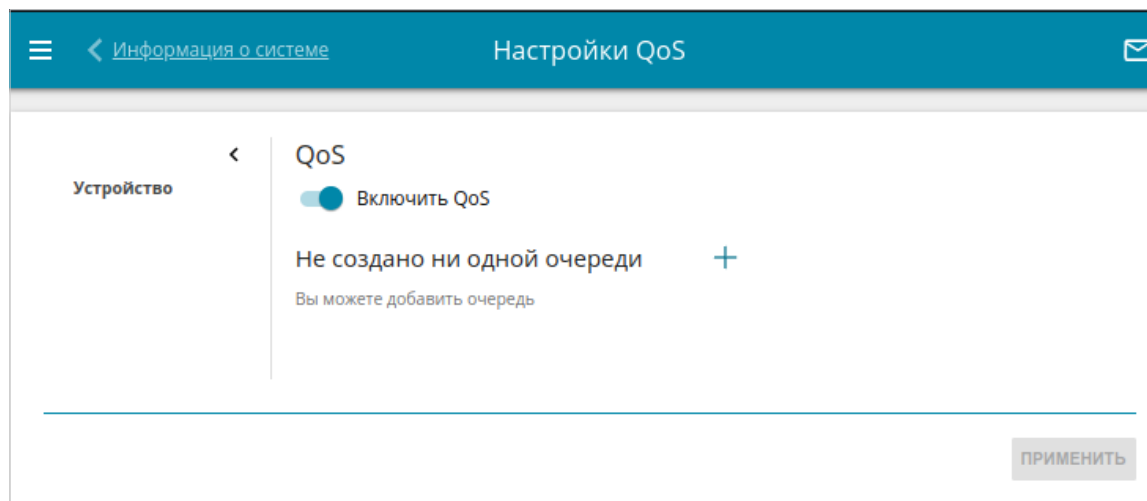 Информация о системе
Настройки QoS
Устройство
QoS
Включить QoS
Не создано ни одной очереди
Вы можете добавить очередь
ПРИМЕНИТЬ